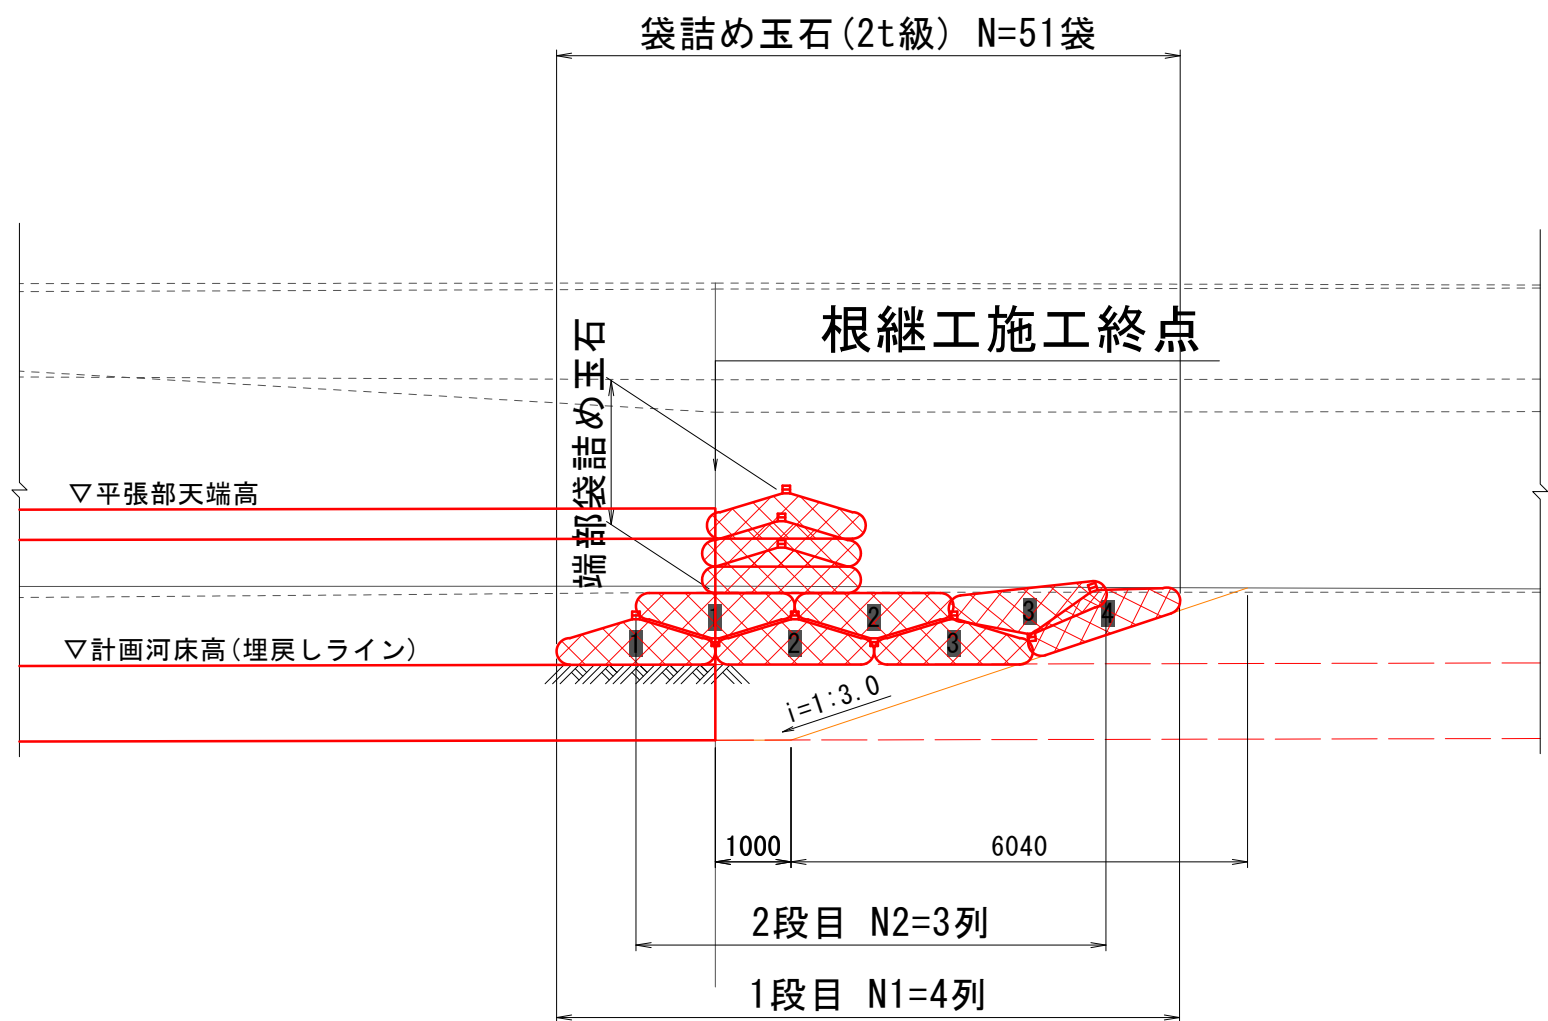 袋詰め玉石(2t級) N=51袋
根継工施工終点
端部袋詰め玉石
▽平張部天端高
▽計画河床高(埋戻しライン)
1
2
3
1
2
3
4
i=1:3.0
1000
6040
2段目 N2=3列
1段目 N1=4列